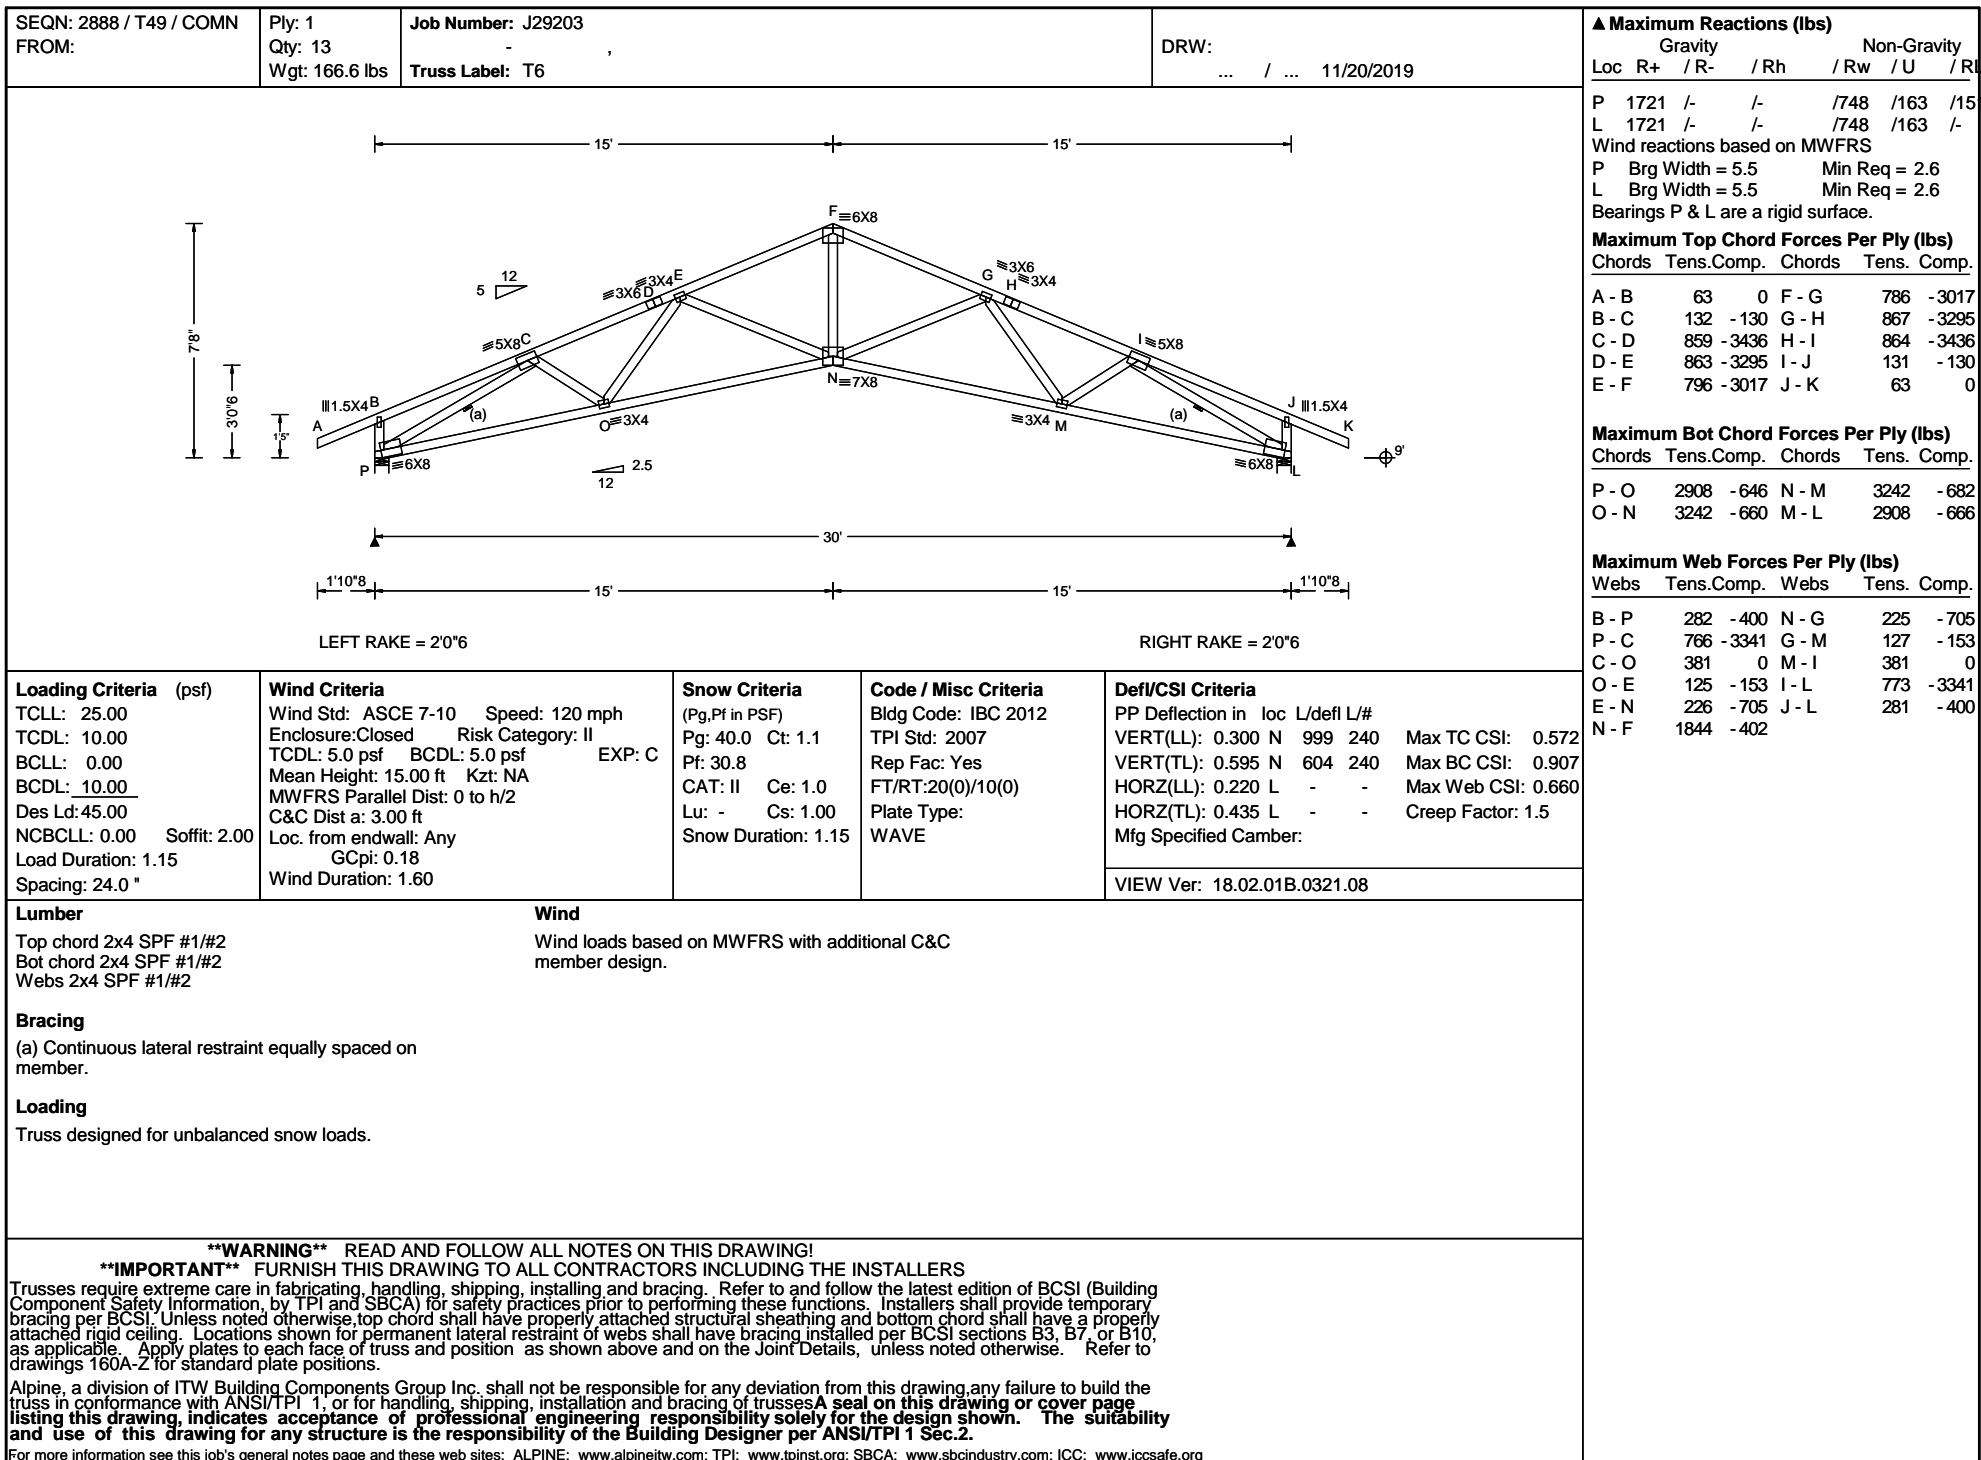 SEQN: 2888 / T49 / COMN
FROM:
Ply: 1
Qty: 13
Wgt: 166.6 lbs
Job Number: J29203
- ,
Truss Label: T6
DRW:
... / ... 11/20/2019
15' 15'
F ≡6X8
≡3X4 E
≡3X6 D
G ≡3X6
H ≡3X4
12
5
≡5X8 C
I ≡5X8
7'8"
3'0"6
1'5"
N ≡7X8
|||1.5X4 B
A
(a)
O ≡3X4
≡3X4 M
(a)
J |||1.5X4
K
P ≡6X8
≡6X8 L
9'
2.5
12
30'
1'10"8 15' 15' 1'10"8
LEFT RAKE = 2'0"6 RIGHT RAKE = 2'0"6
Loading Criteria (psf)
TCLL: 25.00
TCDL: 10.00
BCLL: 0.00
BCDL: 10.00
Des Ld: 45.00
NCBCLL: 0.00 Soffit: 2.00
Load Duration: 1.15
Spacing: 24.0 "
Wind Criteria
Wind Std: ASCE 7-10 Speed: 120 mph
Enclosure:Closed Risk Category: II
TCDL: 5.0 psf BCDL: 5.0 psf EXP: C
Mean Height: 15.00 ft Kzt: NA
MWFRS Parallel Dist: 0 to h/2
C&C Dist a: 3.00 ft
Loc. from endwall: Any
GCpi: 0.18
Wind Duration: 1.60
Snow Criteria
(Pg,Pf in PSF)
Pg: 40.0 Ct: 1.1
Pf: 30.8
CAT: II Ce: 1.0
Lu: - Cs: 1.00
Snow Duration: 1.15
Code / Misc Criteria
Bldg Code: IBC 2012
TPI Std: 2007
Rep Fac: Yes
FT/RT:20(0)/10(0)
Plate Type:
WAVE
Defl/CSI Criteria
PP Deflection in loc L/defl L/#
VERT(LL): 0.300 N 999 240 Max TC CSI: 0.572
VERT(TL): 0.595 N 604 240 Max BC CSI: 0.907
HORZ(LL): 0.220 L - - Max Web CSI: 0.660
HORZ(TL): 0.435 L - - Creep Factor: 1.5
Mfg Specified Camber:
VIEW Ver: 18.02.01B.0321.08
Lumber
Top chord 2x4 SPF #1/#2
Bot chord 2x4 SPF #1/#2
Webs 2x4 SPF #1/#2
Bracing
(a) Continuous lateral restraint equally spaced on
member.
Loading
Truss designed for unbalanced snow loads.
Wind
Wind loads based on MWFRS with additional C&C
member design.
▲ Maximum Reactions (lbs)
Gravity Non-Gravity
Loc R+ / R- / Rh / Rw / U / RL
P 1721 /- /- /748 /163 /15
L 1721 /- /- /748 /163 /-
Wind reactions based on MWFRS
P Brg Width = 5.5 Min Req = 2.6
L Brg Width = 5.5 Min Req = 2.6
Bearings P & L are a rigid surface.
Maximum Top Chord Forces Per Ply (lbs)
Chords Tens.Comp. Chords Tens. Comp.
A - B 63 0 F - G 786 - 3017
B - C 132 - 130 G - H 867 - 3295
C - D 859 - 3436 H - I 864 - 3436
D - E 863 - 3295 I - J 131 - 130
E - F 796 - 3017 J - K 63 0
Maximum Bot Chord Forces Per Ply (lbs)
Chords Tens.Comp. Chords Tens. Comp.
P - O 2908 - 646 N - M 3242 - 682
O - N 3242 - 660 M - L 2908 - 666
Maximum Web Forces Per Ply (lbs)
Webs Tens.Comp. Webs Tens. Comp.
B - P 282 - 400 N - G 225 - 705
P - C 766 - 3341 G - M 127 - 153
C - O 381 0 M - I 381 0
O - E 125 - 153 I - L 773 - 3341
E - N 226 - 705 J - L 281 - 400
N - F 1844 - 402
**WARNING** READ AND FOLLOW ALL NOTES ON THIS DRAWING!
**IMPORTANT** FURNISH THIS DRAWING TO ALL CONTRACTORS INCLUDING THE INSTALLERS
Trusses require extreme care in fabricating, handling, shipping, installing and bracing. Refer to and follow the latest edition of BCSI (Building
Component Safety Information, by TPI and SBCA) for safety practices prior to performing these functions. Installers shall provide temporary
bracing per BCSI. Unless noted otherwise,top chord shall have properly attached structural sheathing and bottom chord shall have a properly
attached rigid ceiling. Locations shown for permanent lateral restraint of webs shall have bracing installed per BCSI sections B3, B7, or B10,
as applicable. Apply plates to each face of truss and position as shown above and on the Joint Details, unless noted otherwise. Refer to
drawings 160A-Z for standard plate positions.
Alpine, a division of ITW Building Components Group Inc. shall not be responsible for any deviation from this drawing,any failure to build the
truss in conformance with ANSI/TPI 1, or for handling, shipping, installation and bracing of trussesA seal on this drawing or cover page
listing this drawing, indicates acceptance of professional engineering responsibility solely for the design shown. The suitability
and use of this drawing for any structure is the responsibility of the Building Designer per ANSI/TPI 1 Sec.2.
For more information see this job's general notes page and these web sites: ALPINE: www.alpineitw.com; TPI: www.tpinst.org; SBCA: www.sbcindustry.com; ICC: www.iccsafe.org